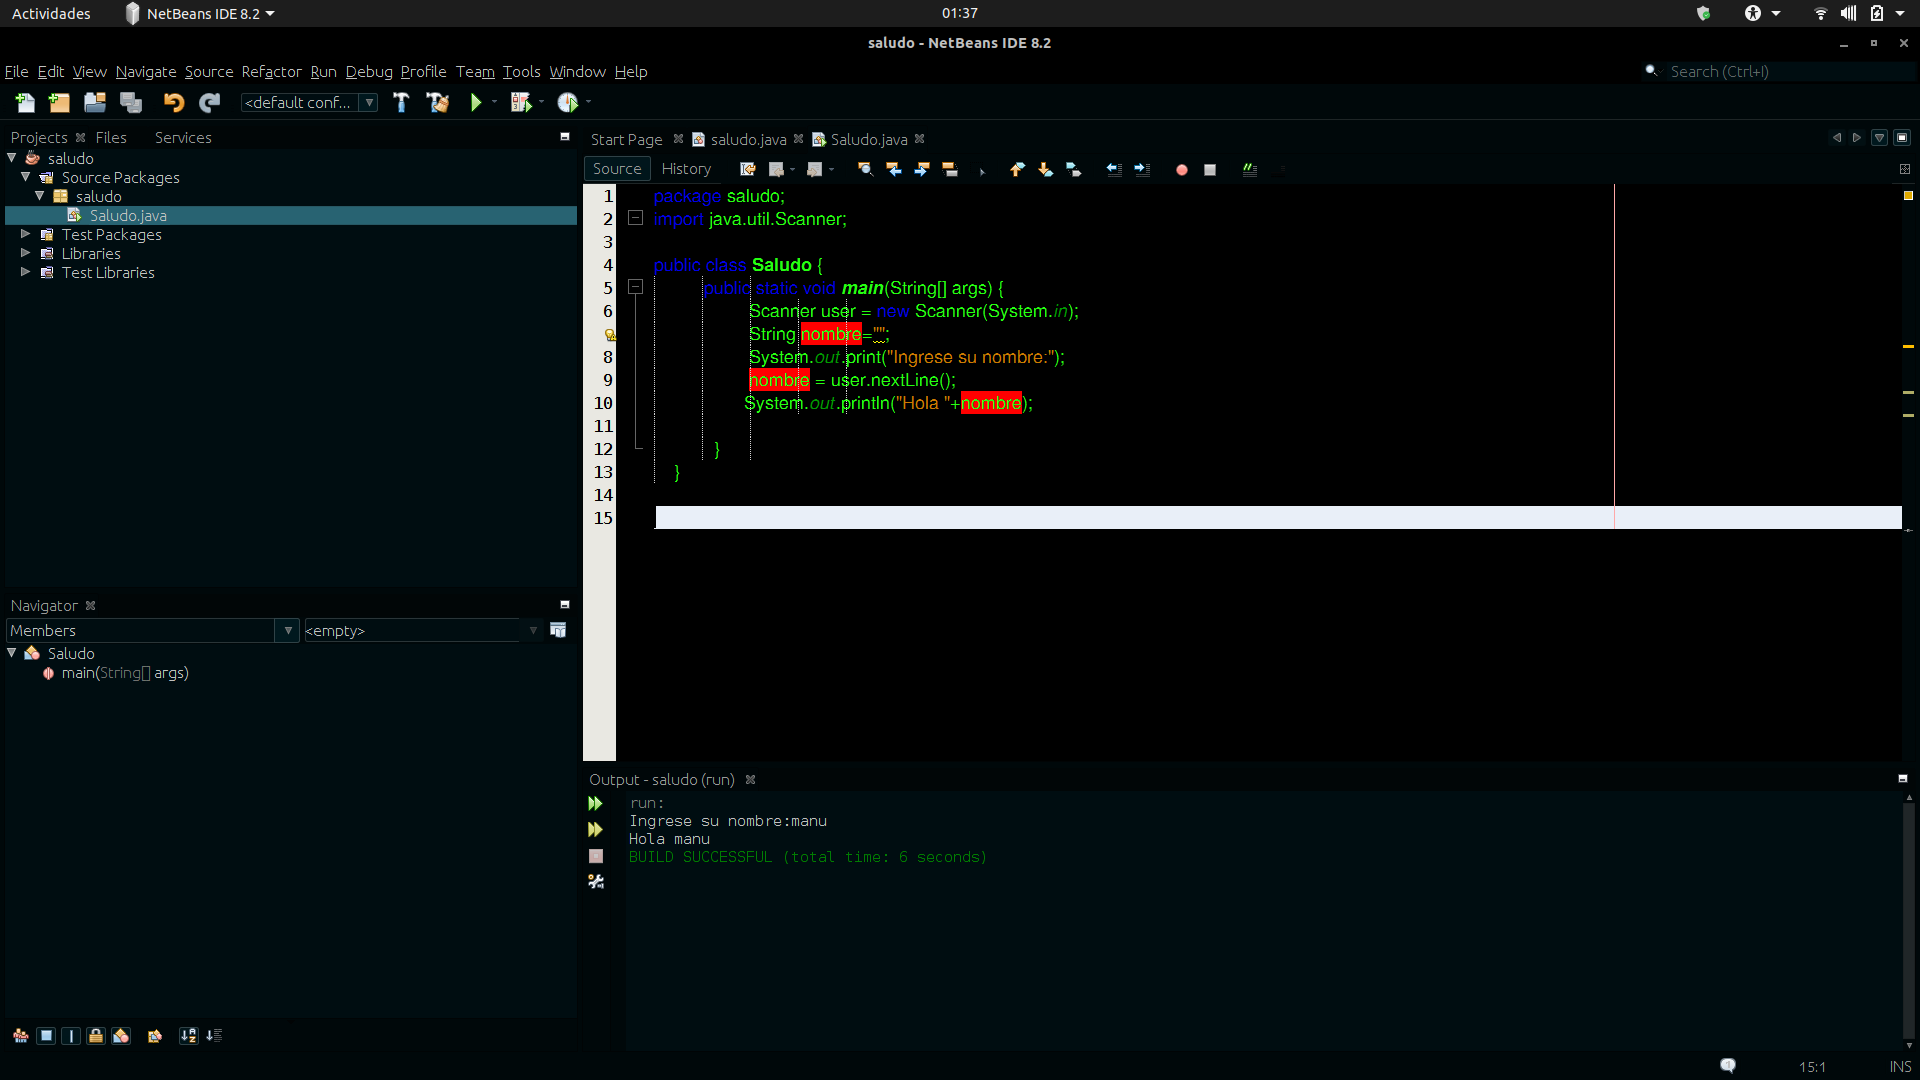 Actividades NetBeans IDE 8.2 01:37
saludo - NetBeans IDE 8.2
File Edit View Navigate Source Refactor Run Debug Profile Team Tools Window Help Search (Ctrl+I)
<default conf...
Projects Files Services
saludo
Source Packages
saludo
Saludo.java
Test Packages
Libraries
Test Libraries
Start Page saludo.java Saludo.java
Source History
1 package saludo;
2 import java.util.Scanner;
3
4 public class Saludo {
5 public static void main(String[] args) {
6 Scanner user = new Scanner(System.in);
String nombre="";
8 System.out.print("Ingrese su nombre:");
9 nombre = user.nextLine();
10 System.out.println("Hola "+nombre);
11
12 }
13 }
14
15
Navigator
Members <empty>
Saludo
main(String[] args)
Output - saludo (run)
run:
Ingrese su nombre:manu
Hola manu
BUILD SUCCESSFUL (total time: 6 seconds)
15:1 INS